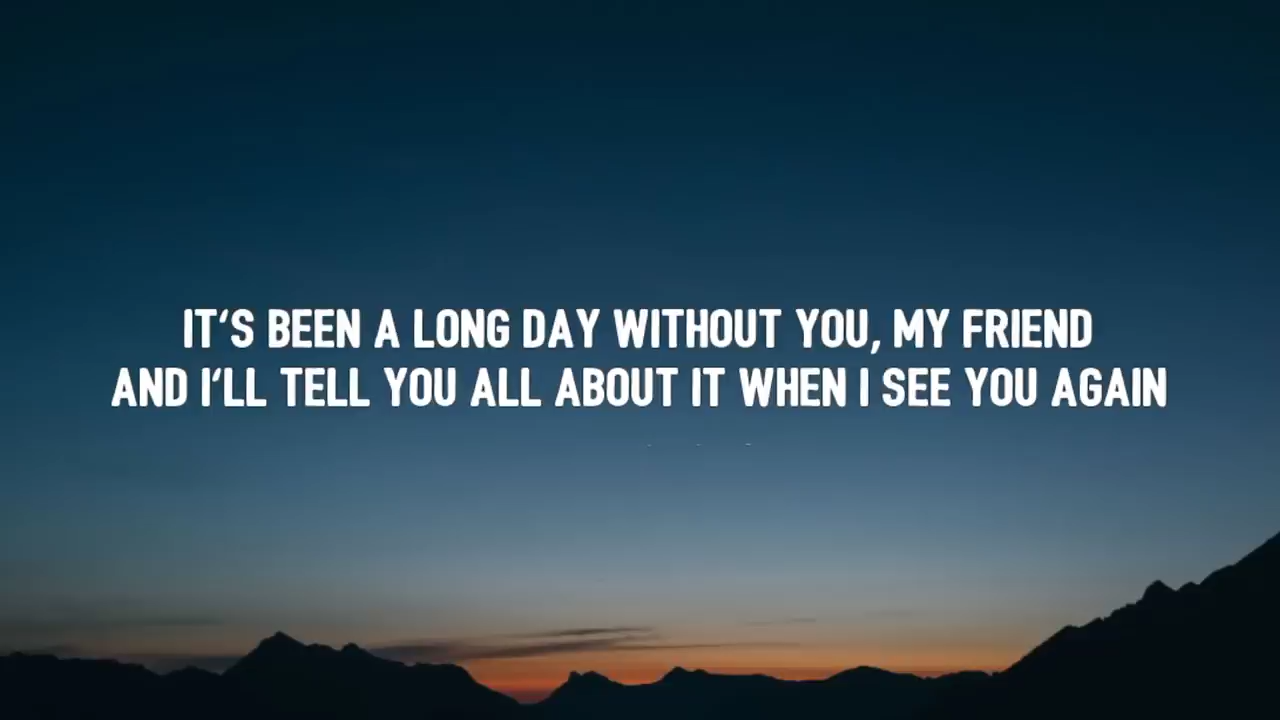 IT'S BEEN A LONG DAY WITHOUT YOU, MY FRIEND
AND I'LL TELL YOU ALL ABOUT IT WHEN I SEE YOU AGAIN